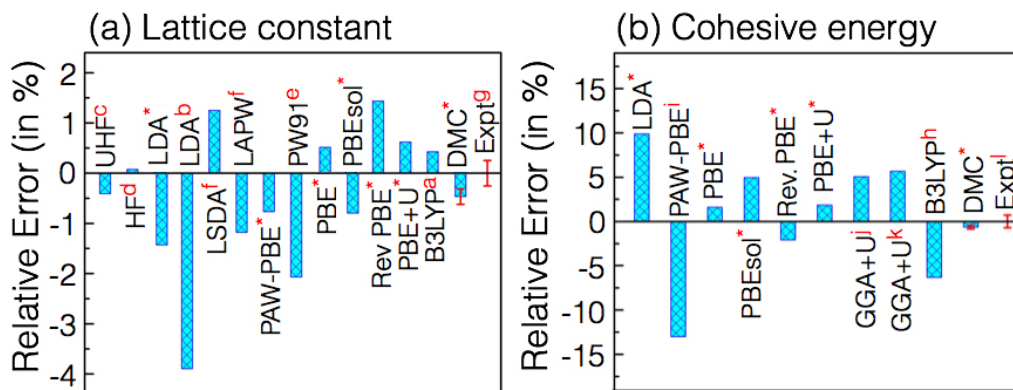 (a) Lattice constant
Relative Error (in %)
2
1
0
-1
-2
-3
-4
UHFᶜ
HFᵈ
LDA*
LDAᵇ
LSDAᶠ
LAPWᶠ
PAW-PBE*
PW91ᵉ
PBE*
PBEsol*
Rev PBE*
PBE+U*
B3LYPᵃ
DMC*
Exptᵍ
(b) Cohesive energy
Relative Error (in %)
15
10
5
0
-5
-10
-15
LDA*
PAW-PBEⁱ
PBE*
PBEsol*
Rev. PBE*
PBE+U*
GGA+Uʲ
GGA+Uᵏ
B3LYPʰ
DMC*
Exptˡ